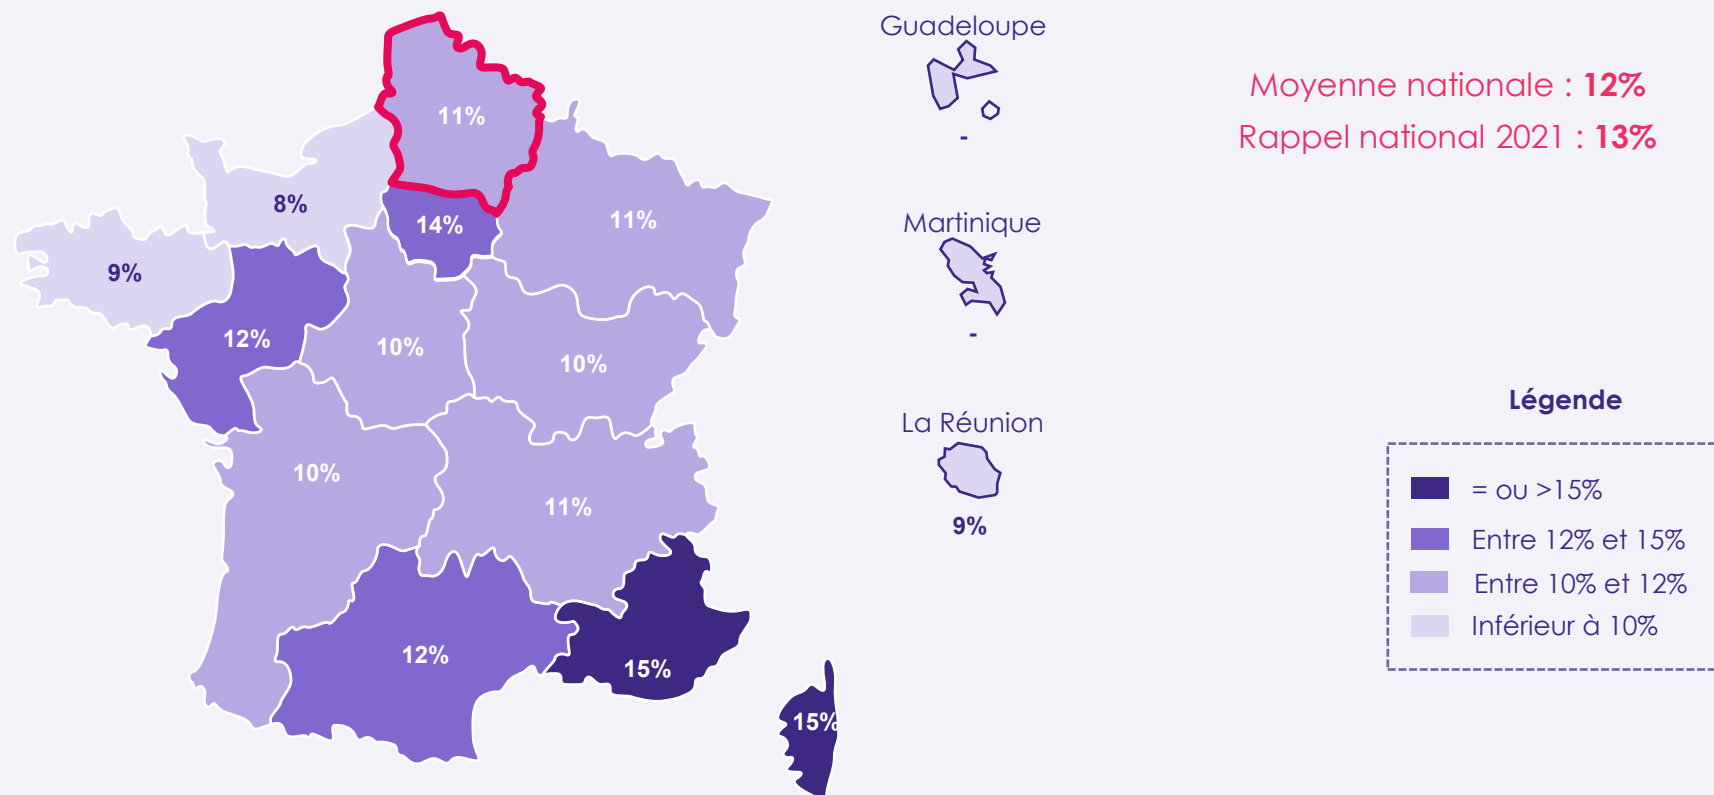 Guadeloupe
-
Moyenne nationale : 12%
Rappel national 2021 : 13%
11%
8%
14%
11%
9%
12%
10%
10%
10%
11%
12%
15%
15%
Martinique
-
La Réunion
9%
Légende
= ou >15%
Entre 12% et 15%
Entre 10% et 12%
Inférieur à 10%